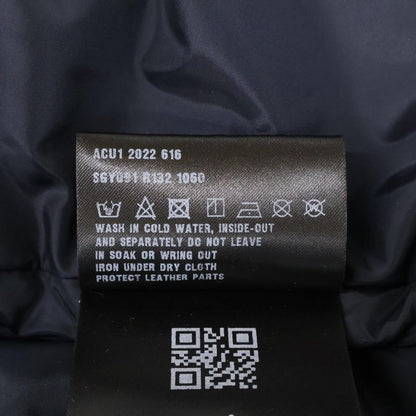 ACU1 2022 616
SGY091 R132 1060
WASH IN COLD WATER, INSIDE-OUT
AND SEPARATELY DO NOT LEAVE
IN SOAK OR WRING OUT
IRON UNDER DRY CLOTH
PROTECT LEATHER PARTS